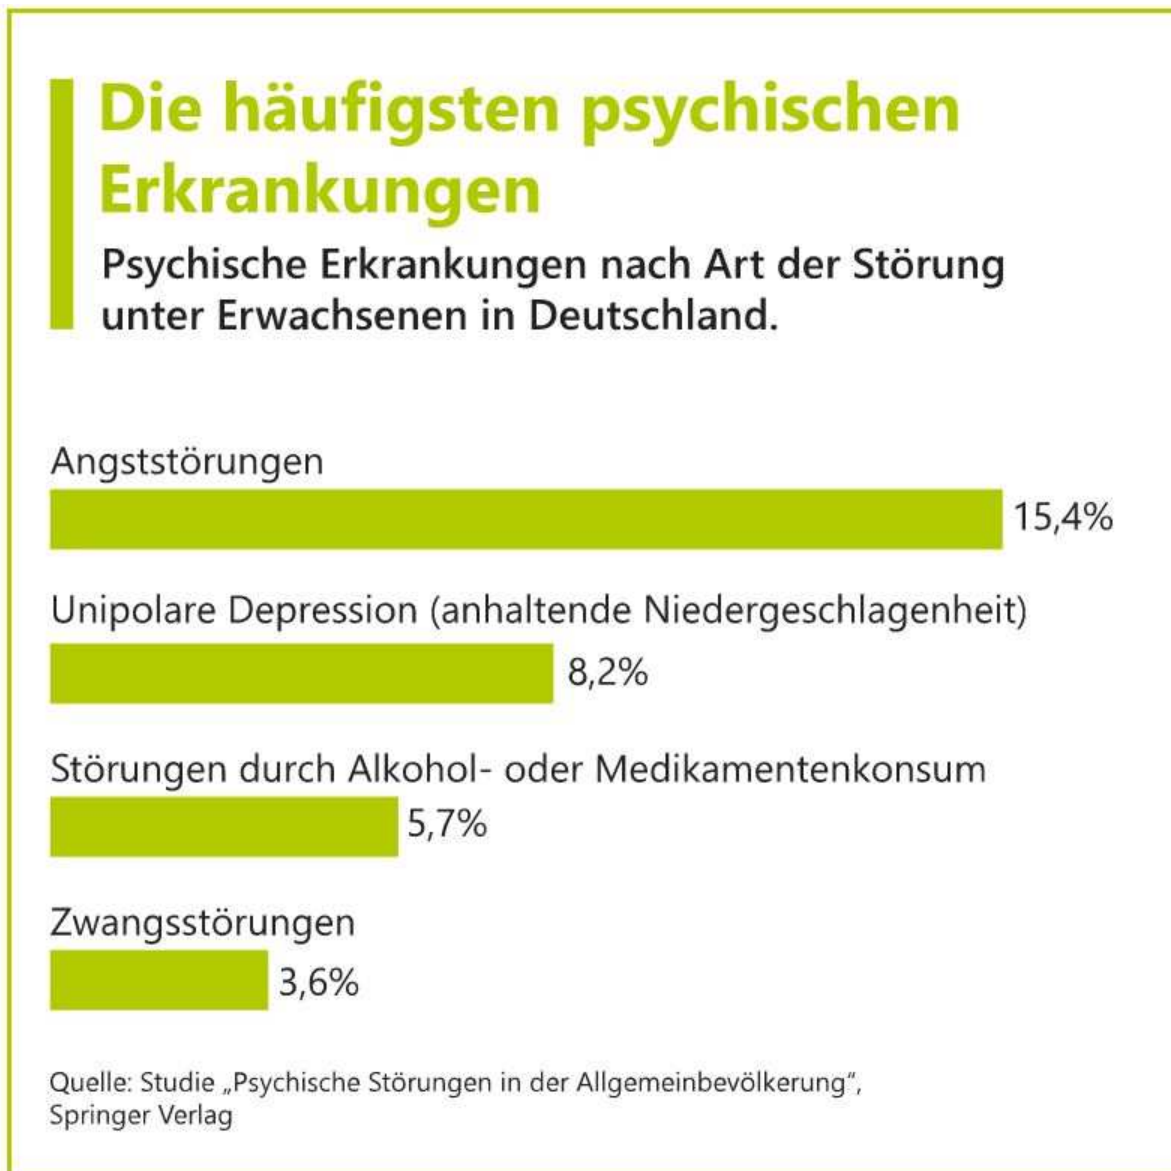 Die häufigsten psychischen
Erkrankungen
Psychische Erkrankungen nach Art der Störung
unter Erwachsenen in Deutschland.
Angststörungen
15,4%
Unipolare Depression (anhaltende Niedergeschlagenheit)
8,2%
Störungen durch Alkohol- oder Medikamentenkonsum
5,7%
Zwangsstörungen
3,6%
Quelle: Studie „Psychische Störungen in der Allgemeinbevölkerung“,
Springer Verlag